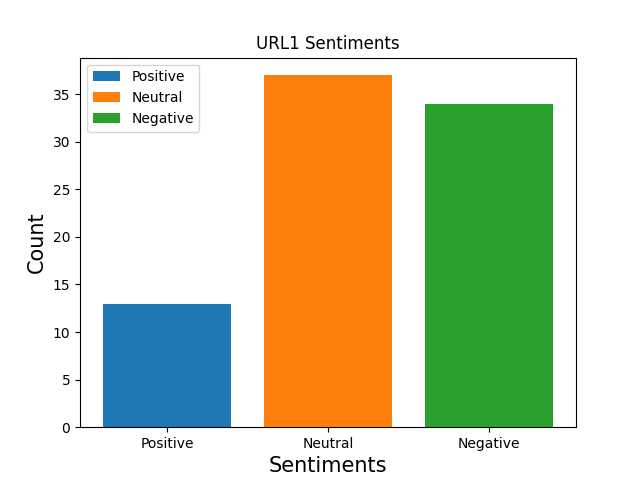 URL1 Sentiments
Positive
Neutral
Negative
Count
35
30
25
20
15
10
5
0
Positive
Neutral
Negative
Sentiments